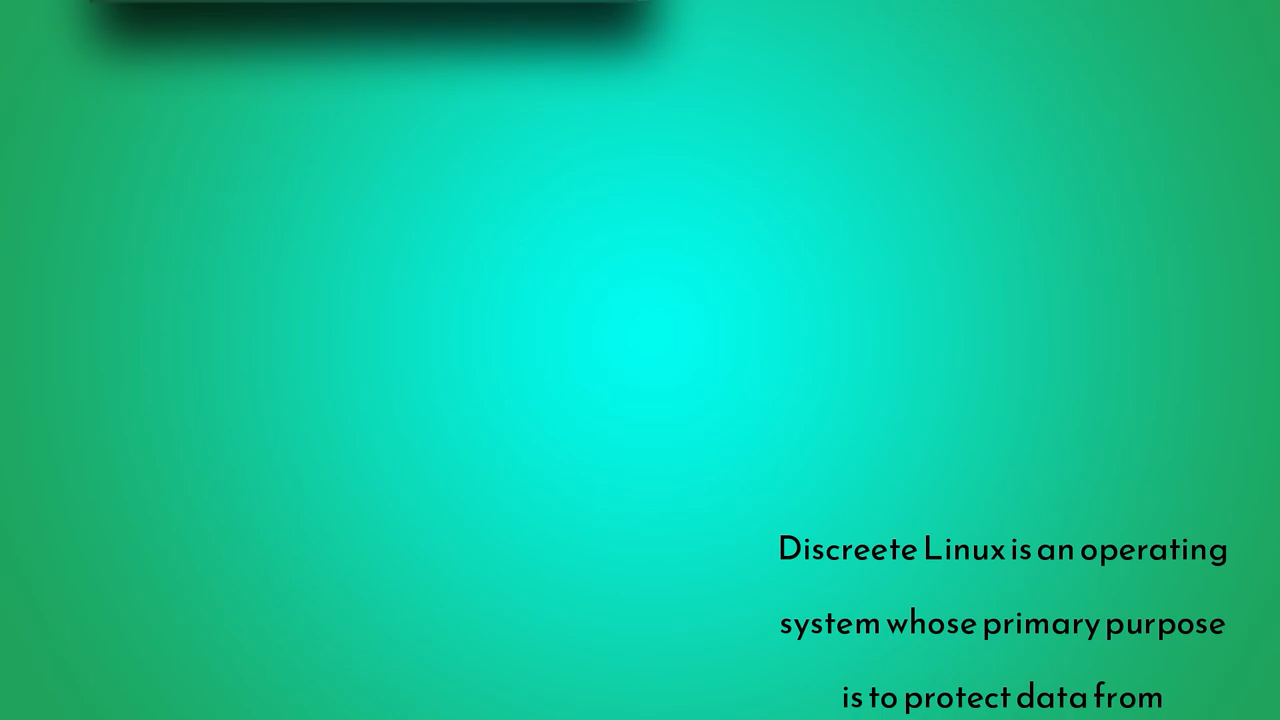 Discreete Linux is an operating
system whose primary purpose
is to protect data from